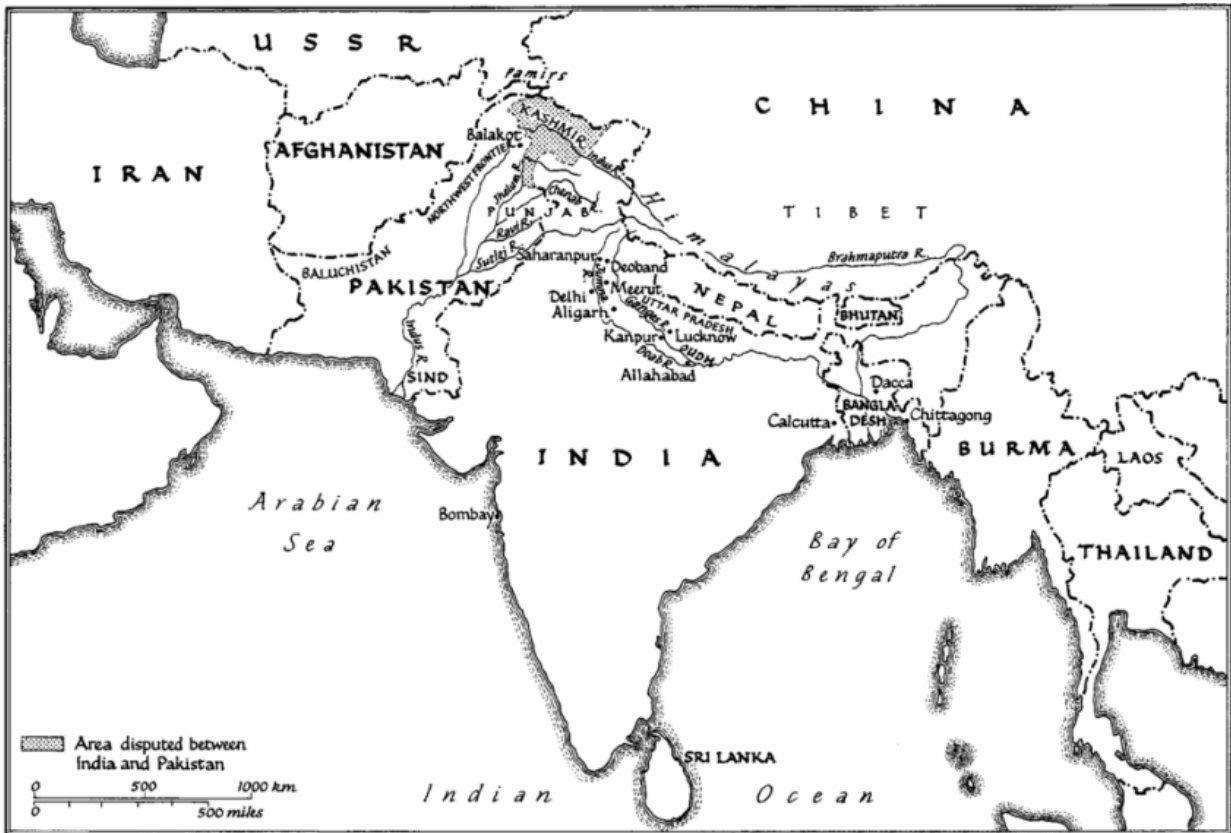 USSR
Pamirs
CHINA
KASHMIR
Balakot
AFGHANISTAN
IRAN
NORTHWEST FRONTIER
Indus R.
Jhelum R.
Chenab R.
PUNJAB
Ravi R.
Sutlej R.
Himalayas
TIBET
Brahmaputra R.
BALUCHISTAN
PAKISTAN
Saharanpur
Deoband
Jumna R.
Meerut
Delhi
Aligarh
NEPAL
UTTAR PRADESH
Ganges R.
BHUTAN
Kanpur
Lucknow
OUDH
Doab R.
Allahabad
Indus R.
SIND
Dacca
BANGLA
DESH
Chittagong
Calcutta
INDIA
BURMA
LAOS
Arabian
Sea
Bombay
Bay of
Bengal
THAILAND
SRI LANKA
Area disputed between
India and Pakistan
0 500 1000 km
0 500 miles
Indian Ocean